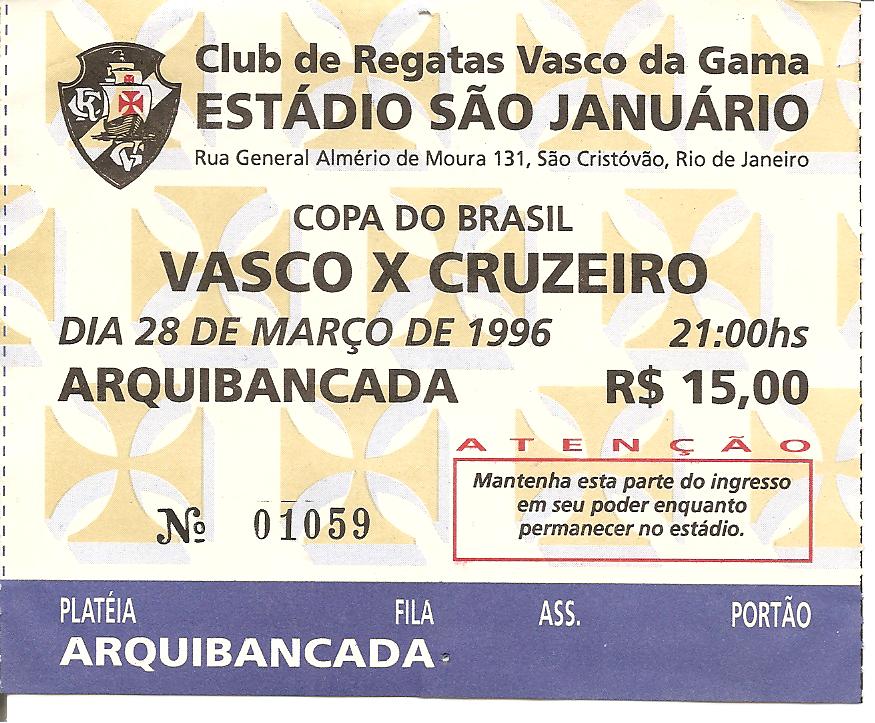 Club de Regatas Vasco da Gama
ESTÁDIO SÃO JANUÁRIO
Rua General Almério de Moura 131, São Cristóvão, Rio de Janeiro
COPA DO BRASIL
VASCO X CRUZEIRO
DIA 28 DE MARÇO DE 1996 21:00hs
ARQUIBANCADA R$ 15,00
ATENÇÃO
Mantenha esta parte do ingresso
em seu poder enquanto
permanecer no estádio.
Nº 01059
PLATÉIA FILA ASS. PORTÃO
ARQUIBANCADA